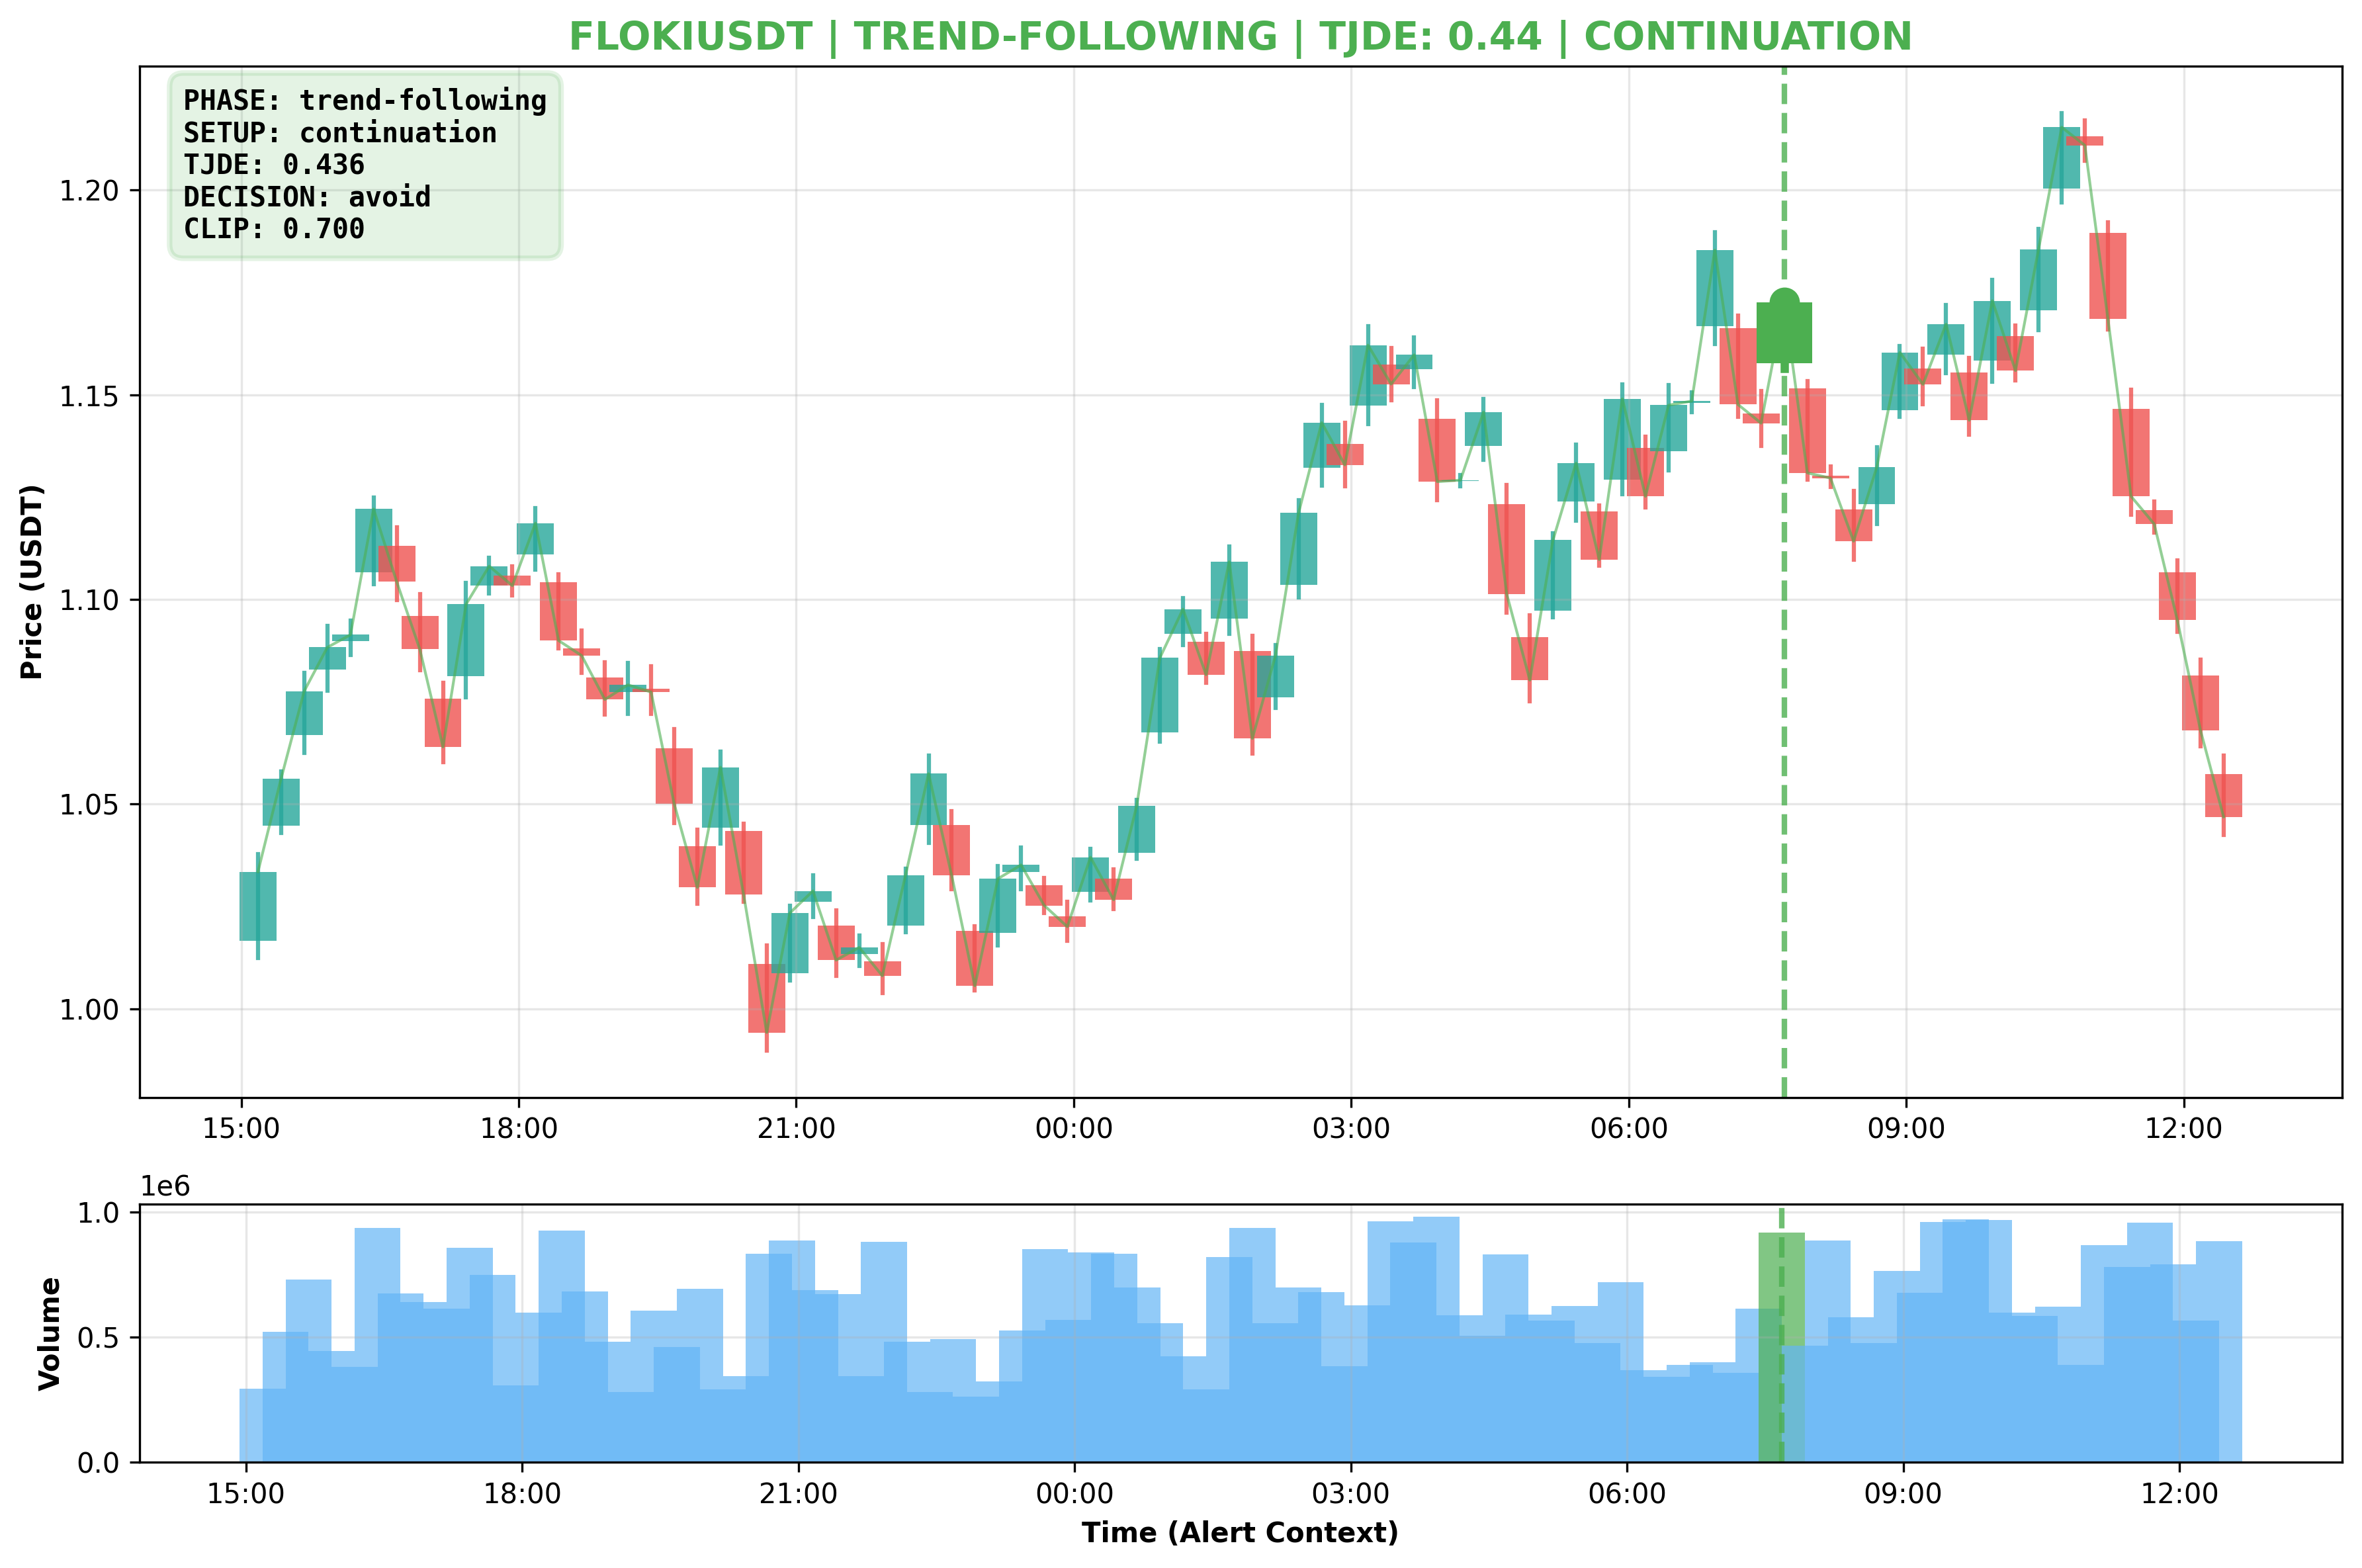 FLOKIUSDT | TREND-FOLLOWING | TJDE: 0.44 | CONTINUATION
PHASE: trend-following
SETUP: continuation
TJDE: 0.436
DECISION: avoid
CLIP: 0.700
Price (USDT)
1.20
1.15
1.10
1.05
1.00
15:00 18:00 21:00 00:00 03:00 06:00 09:00 12:00
1e6
Volume
1.0
0.5
0.0
15:00 18:00 21:00 00:00 03:00 06:00 09:00 12:00
Time (Alert Context)